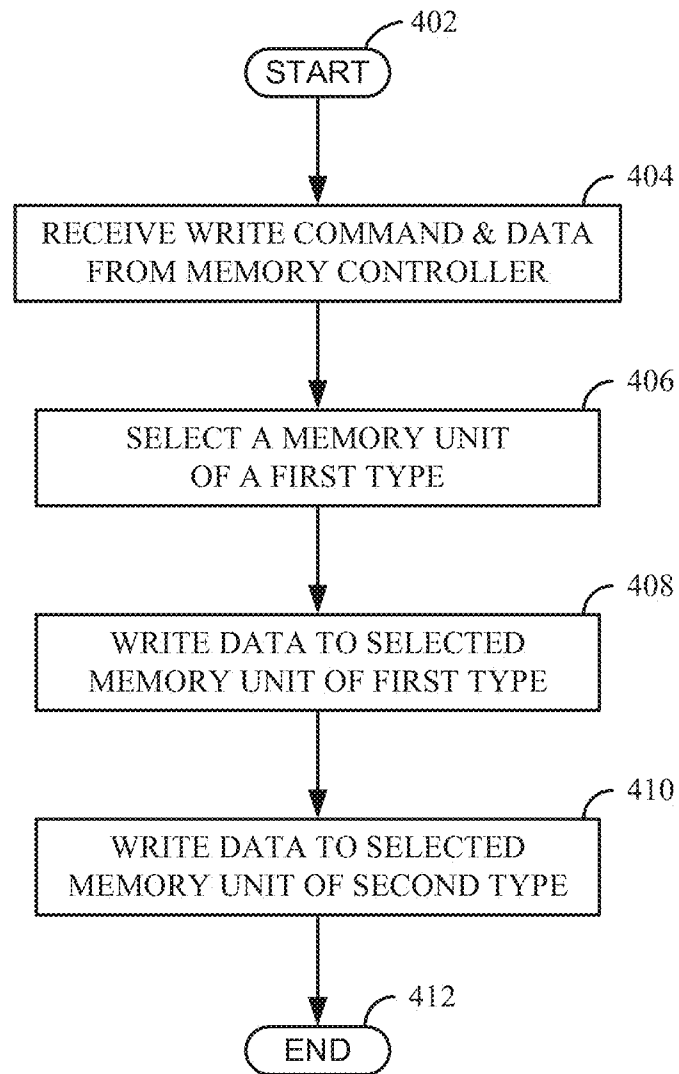 402
START
404
RECEIVE WRITE COMMAND & DATA
FROM MEMORY CONTROLLER
406
SELECT A MEMORY UNIT
OF A FIRST TYPE
408
WRITE DATA TO SELECTED
MEMORY UNIT OF FIRST TYPE
410
WRITE DATA TO SELECTED
MEMORY UNIT OF SECOND TYPE
412
END